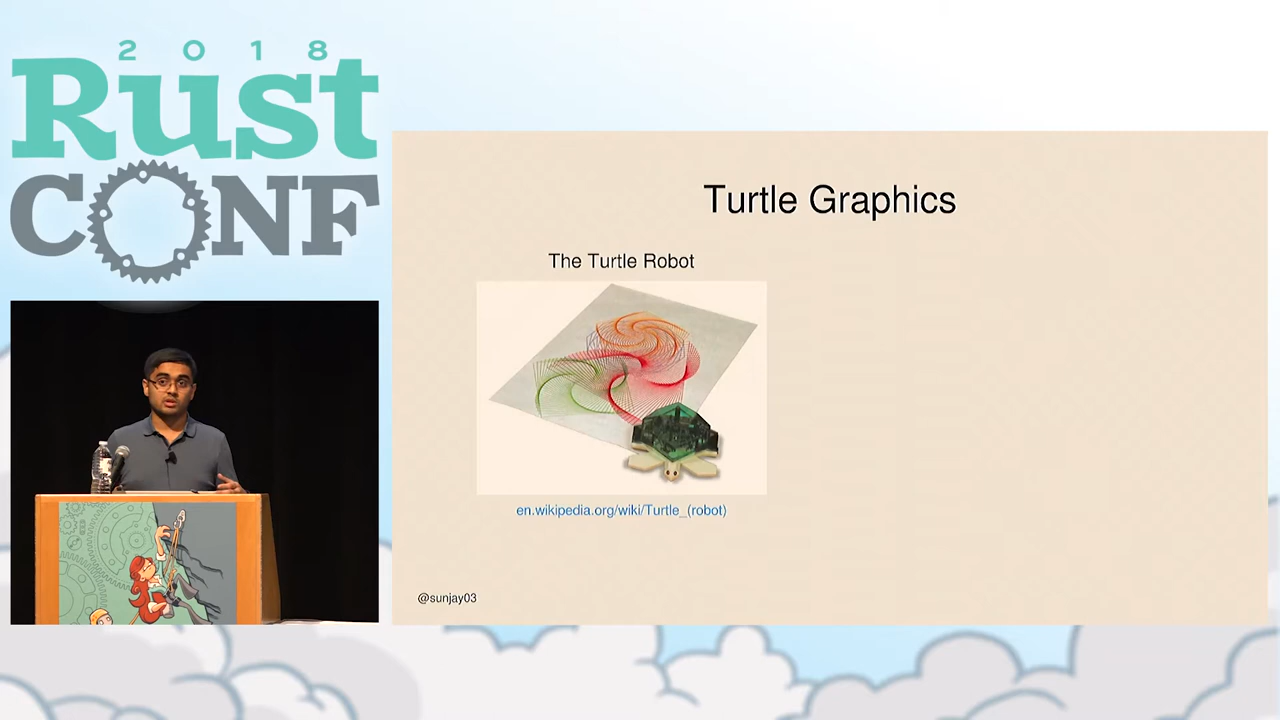 2018
Rust
CONF
Turtle Graphics
The Turtle Robot
en.wikipedia.org/wiki/Turtle_(robot)
@sunjay03